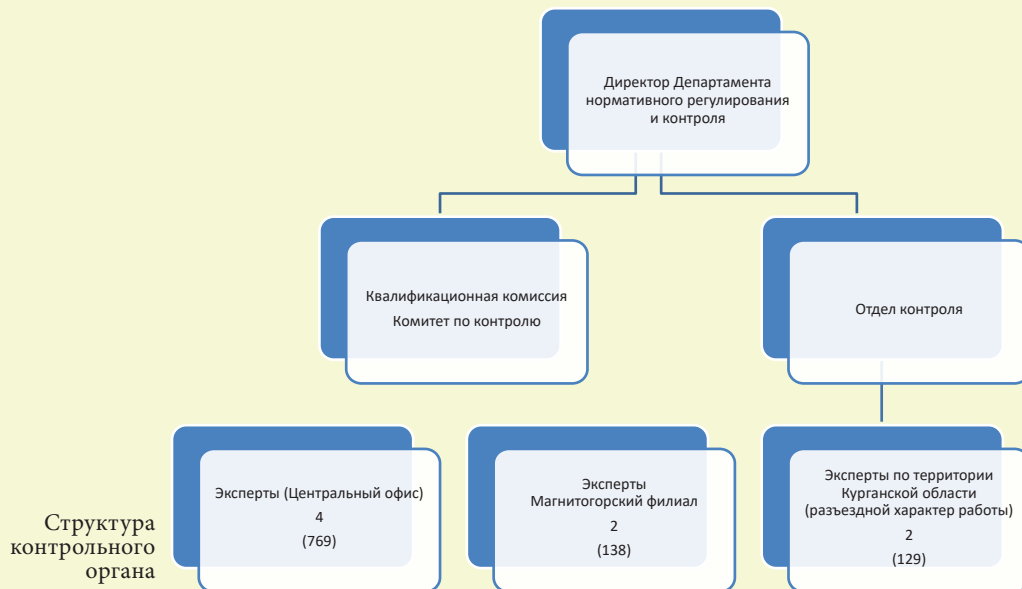 Директор Департамента
нормативного регулирования
и контроля
Квалификационная комиссия
Комитет по контролю
Отдел контроля
Эксперты (Центральный офис)
4
(769)
Эксперты
Магнитогорский филиал
2
(138)
Эксперты по территории
Курганской области
(разъездной характер работы)
2
(129)
Структура
контрольного
органа